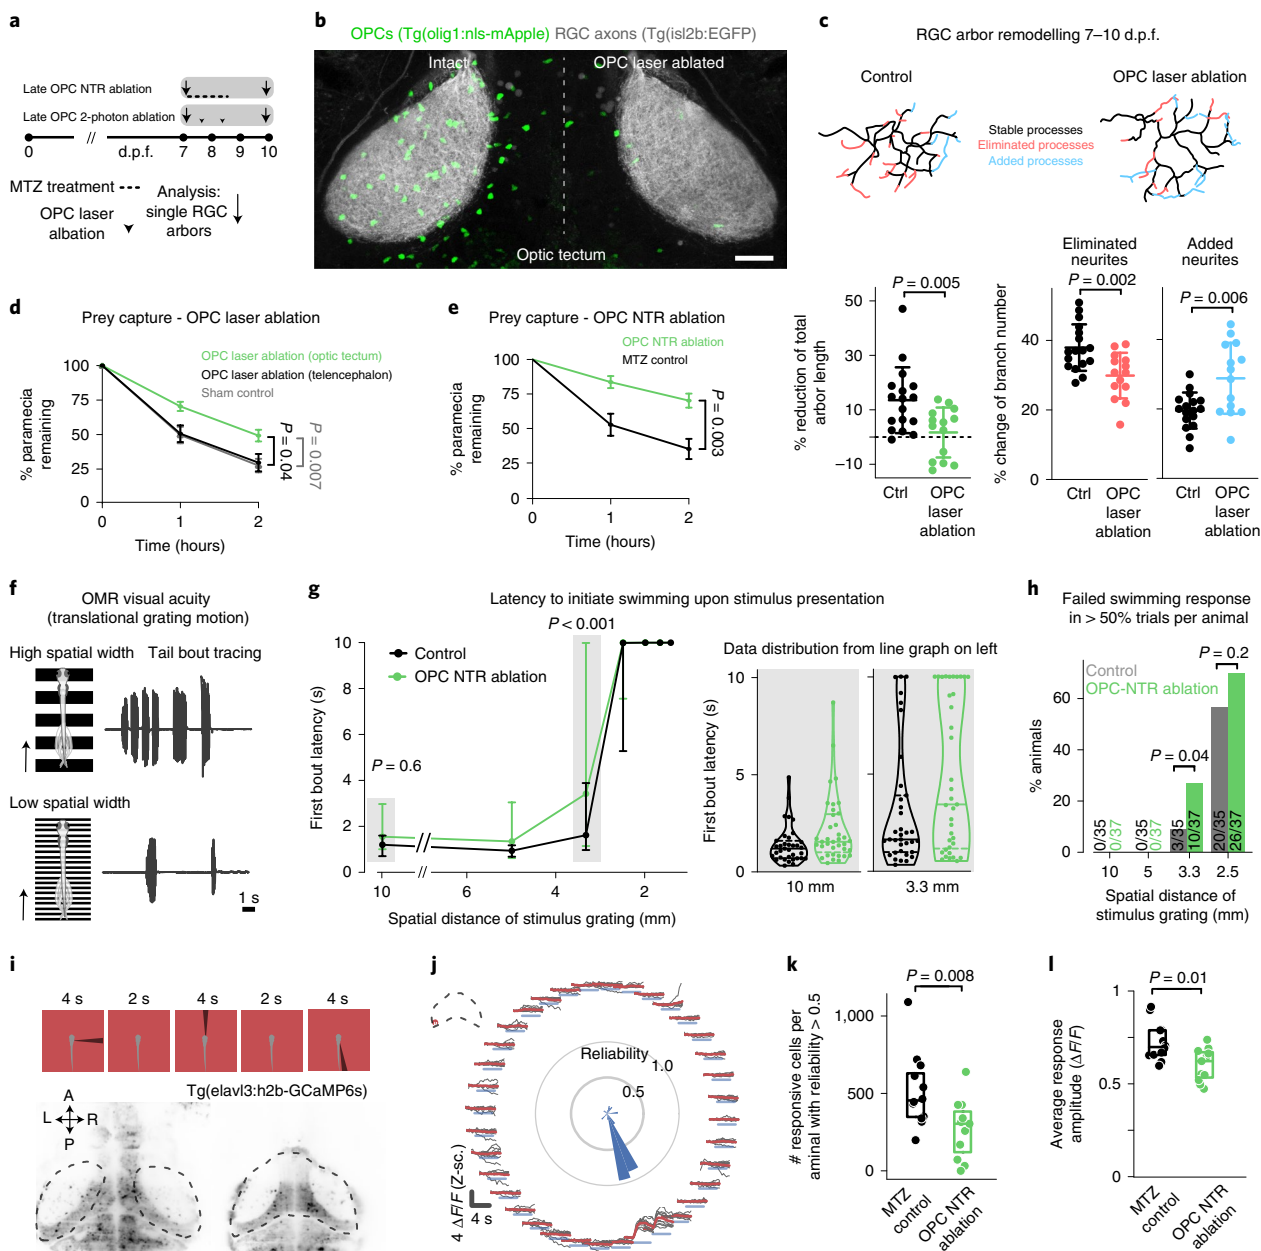 a
Late OPC NTR ablation
Late OPC 2-photon ablation
0
//
d.p.f.
7
8
9
10
MTZ treatment
OPC laser
albation
Analysis:
single RGC
arbors
b
OPCs (Tg(olig1:nls-mApple) RGC axons (Tg(isl2b:EGFP)
Intact
OPC laser ablated
Optic tectum
c
RGC arbor remodelling 7–10 d.p.f.
Control
OPC laser ablation
Stable processes
Eliminated processes
Added processes
P = 0.005
% reduction of total
arbor length
50
30
10
−10
Ctrl
OPC
laser
ablation
Eliminated
neurites
Added
neurites
P = 0.002
P = 0.006
% change of branch number
40
20
0
Ctrl
OPC
laser
ablation
Ctrl
OPC
laser
ablation
d
Prey capture - OPC laser ablation
OPC laser ablation (optic tectum)
OPC laser ablation (telencephalon)
Sham control
% paramecia
remaining
100
75
50
25
0
P = 0.04
P = 0.007
0
1
2
Time (hours)
e
Prey capture - OPC NTR ablation
OPC NTR ablation
MTZ control
% paramecia
remaining
100
75
50
25
0
P = 0.003
0
1
2
Time (hours)
f
OMR visual acuity
(translational grating motion)
High spatial width
Tail bout tracing
Low spatial width
1 s
g
Latency to initiate swimming upon stimulus presentation
P < 0.001
Control
OPC NTR ablation
P = 0.6
First bout latency (s)
10
8
6
4
2
0
10
//
6
4
2
Spatial distance of stimulus grating (mm)
Data distribution from line graph on left
First bout latency (s)
10
5
0
10 mm
3.3 mm
h
Failed swimming response
in > 50% trials per animal
Control
OPC-NTR ablation
P = 0.2
P = 0.04
% animals
60
40
20
0
0/35
0/37
0/35
0/37
3/35
10/37
20/35
26/37
10
5
3.3
2.5
Spatial distance of
stimulus grating (mm)
i
4 s
2 s
4 s
2 s
4 s
Tg(elavl3:h2b-GCaMP6s)
A
L
R
P
j
Reliability
1.0
0.5
4 ΔF/F (Z-sc.)
4 s
k
P = 0.008
# responsive cells per
aminal with reliability > 0.5
1,000
500
0
MTZ
control
OPC NTR
ablation
l
P = 0.01
Average response
amplitude (ΔF/F)
1
0.5
0
MTZ
control
OPC NTR
ablation